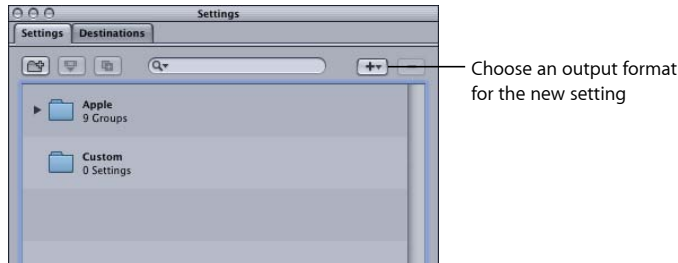 Settings
Settings Destinations
Choose an output format
for the new setting
Apple
9 Groups
Custom
0 Settings